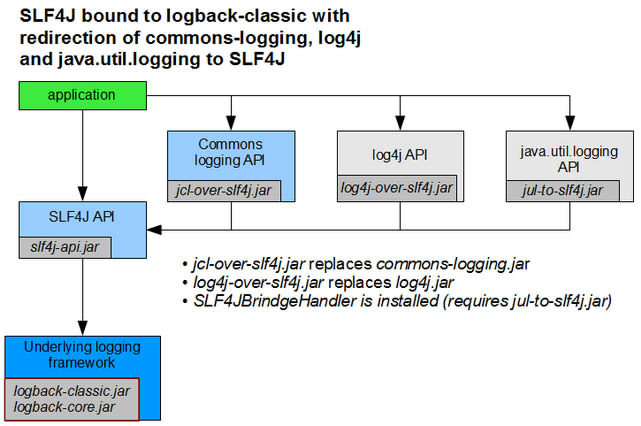 SLF4J bound to logback-classic with
redirection of commons-logging, log4j
and java.util.logging to SLF4J
application
Commons
logging API
jcl-over-slf4j.jar
log4j API
log4j-over-slf4j.jar
java.util.logging
API
jul-to-slf4j.jar
SLF4J API
slf4j-api.jar
• jcl-over-slf4j.jar replaces commons-logging.jar
• log4j-over-slf4j.jar replaces log4j.jar
• SLF4JBrindgeHandler is installed (requires jul-to-slf4j.jar)
Underlying logging
framework
logback-classic.jar
logback-core.jar